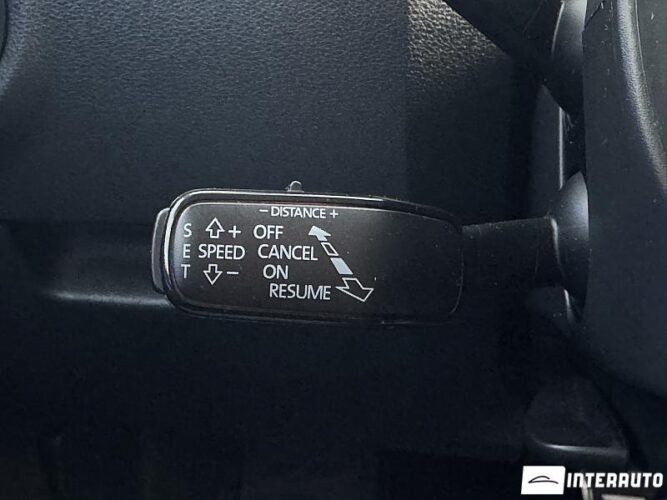 – DISTANCE +
S ⇧ + OFF
E SPEED CANCEL
T ⇩ – ON
RESUME
INTERAUTO